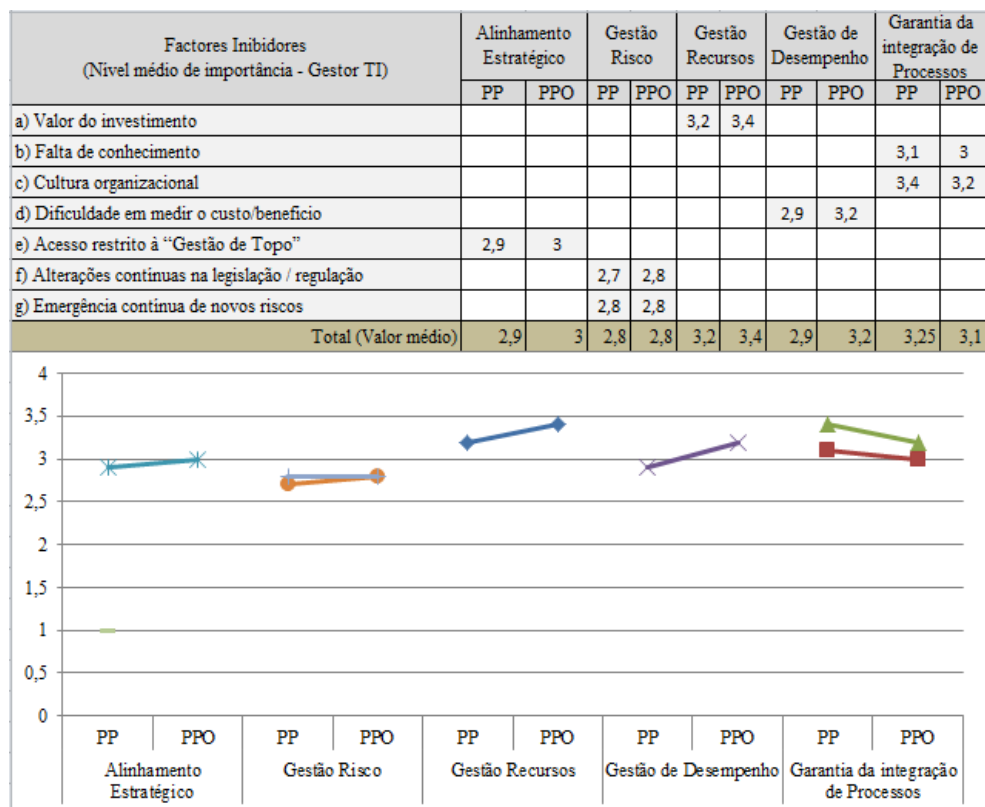 Factores Inibidores
(Nivel médio de importância - Gestor TI)
Alinhamento
Estratégico
Gestão
Risco
Gestão
Recursos
Gestão de
Desempenho
Garantia da
integração de
Processos
PP PPO PP PPO PP PPO PP PPO PP PPO
a) Valor do investimento 3,2 3,4
b) Falta de conhecimento 3,1 3
c) Cultura organizacional 3,4 3,2
d) Dificuldade em medir o custo/beneficio 2,9 3,2
e) Acesso restrito à “Gestão de Topo” 2,9 3
f) Alterações continuas na legislação / regulação 2,7 2,8
g) Emergência contínua de novos riscos 2,8 2,8
Total (Valor médio) 2,9 3 2,8 2,8 3,2 3,4 2,9 3,2 3,25 3,1
4
3,5
3
2,5
2
1,5
1
0,5
0
PP PPO PP PPO PP PPO PP PPO PP PPO
Alinhamento
Estratégico
Gestão Risco
Gestão Recursos
Gestão de Desempenho
Garantia da integração
de Processos